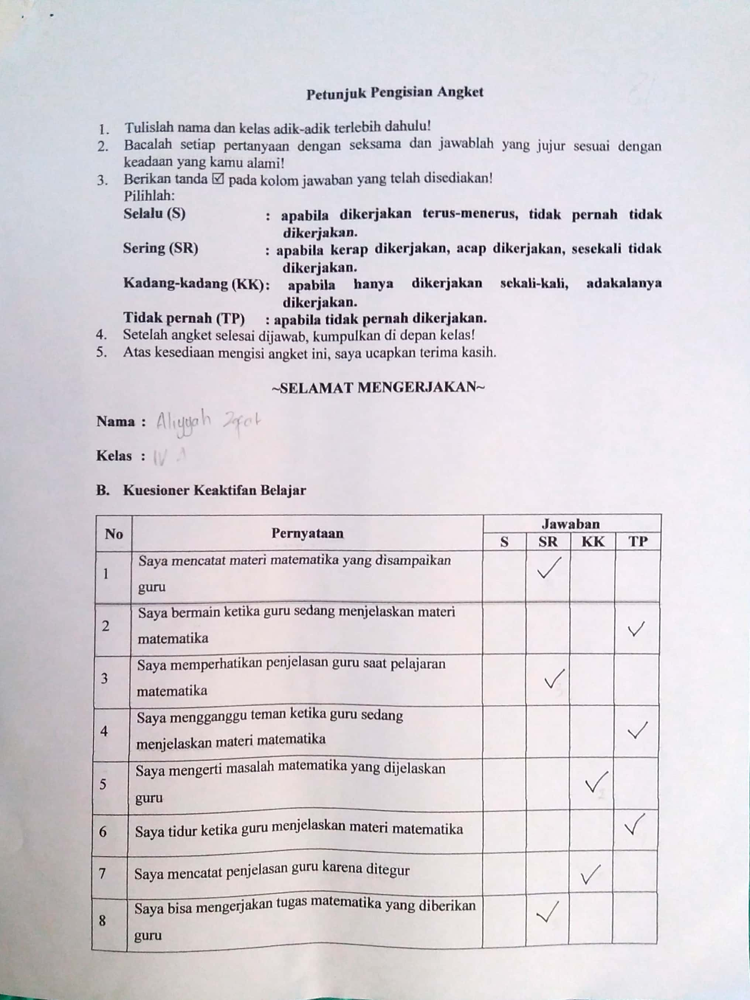 Petunjuk Pengisian Angket
1. Tulislah nama dan kelas adik-adik terlebih dahulu!
2. Bacalah setiap pertanyaan dengan seksama dan jawablah yang jujur sesuai dengan
keadaan yang kamu alami!
3. Berikan tanda ☑ pada kolom jawaban yang telah disediakan!
Pilihlah:
Selalu (S) : apabila dikerjakan terus-menerus, tidak pernah tidak
dikerjakan.
Sering (SR) : apabila kerap dikerjakan, acap dikerjakan, sesekali tidak
dikerjakan.
Kadang-kadang (KK): apabila hanya dikerjakan sekali-kali, adakalanya
dikerjakan.
Tidak pernah (TP) : apabila tidak pernah dikerjakan.
4. Setelah angket selesai dijawab, kumpulkan di depan kelas!
5. Atas kesediaan mengisi angket ini, saya ucapkan terima kasih.
~SELAMAT MENGERJAKAN~
Nama : Aliyyah
Kelas : IV A
B. Kuesioner Keaktifan Belajar
No Pernyataan Jawaban
S SR KK TP
1 Saya mencatat materi matematika yang disampaikan
guru ✓
2 Saya bermain ketika guru sedang menjelaskan materi
matematika ✓
3 Saya memperhatikan penjelasan guru saat pelajaran
matematika ✓
4 Saya mengganggu teman ketika guru sedang
menjelaskan materi matematika ✓
5 Saya mengerti masalah matematika yang dijelaskan
guru ✓
6 Saya tidur ketika guru menjelaskan materi matematika ✓
7 Saya mencatat penjelasan guru karena ditegur ✓
8 Saya bisa mengerjakan tugas matematika yang diberikan
guru ✓